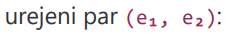 urejeni par (e₁, e₂):